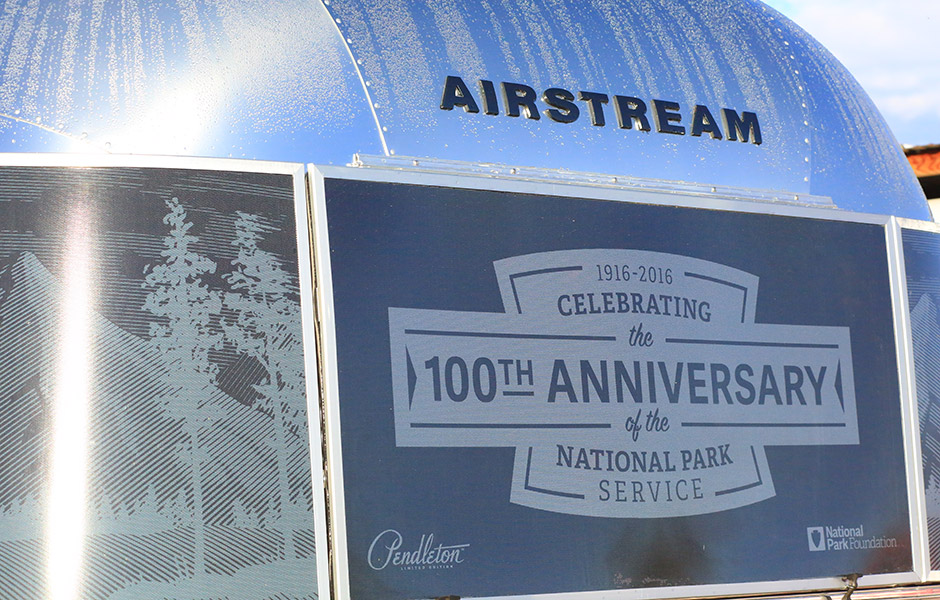 AIRSTREAM
1916-2016
CELEBRATING
the
100TH ANNIVERSARY
of the
NATIONAL PARK
SERVICE
Pendleton
LIMITED EDITION
National
Park Foundation